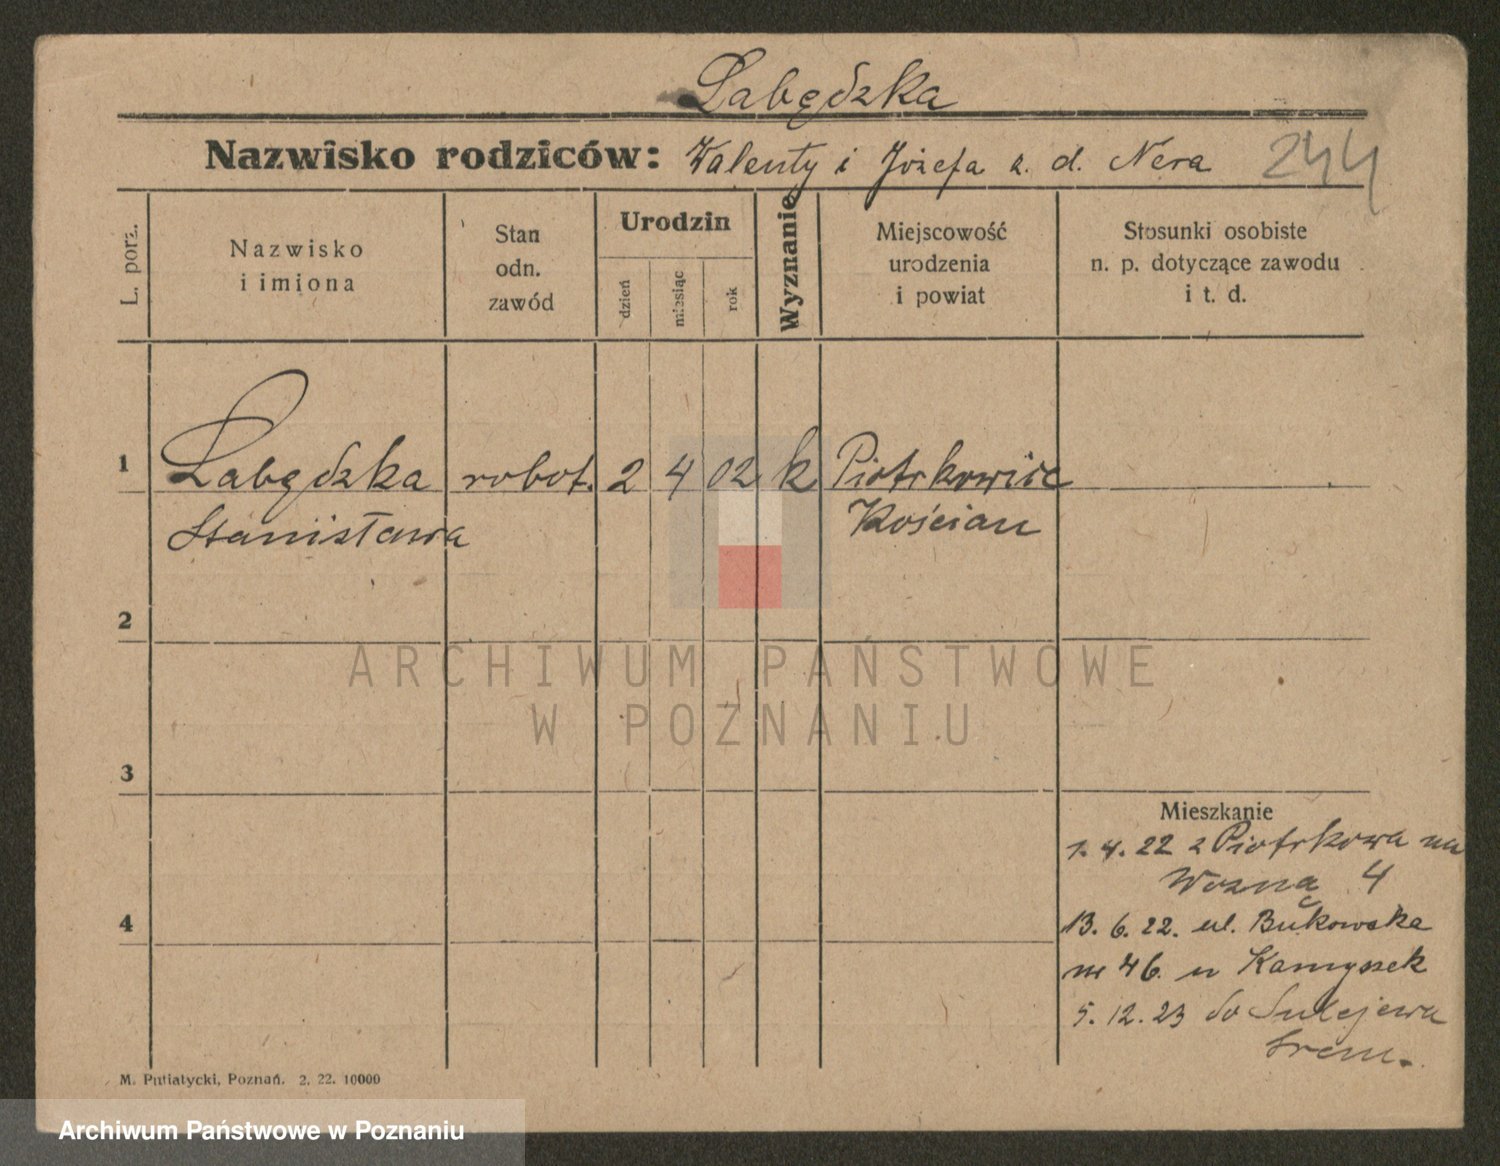 Łabędzka
Nazwisko rodziców: Walenty i Józefa z. d. Nera 244
L. porz.
Nazwisko
i imiona
Stan
odn.
zawód
Urodzin
dzień
miesiąc
rok
Wyznanie
Miejscowość
urodzenia
i powiat
Stosunki osobiste
n. p. dotyczące zawodu
i t. d.
1 Łabędzka robot. 2 4 02 k Piotrkowice
Stanisława Kościan
2
ARCHIWUM PAŃSTWOWE
W POZNANIU
3
Mieszkanie
1. 4. 22 z Piotrkowa na
Wozną 4
4
13. 6. 22. ul. Bukowska
nr 46. u Kamyszek
5. 12. 23 do
Śrem.
M. Putiatycki, Poznań. 2. 22. 10000
Archiwum Państwowe w Poznaniu